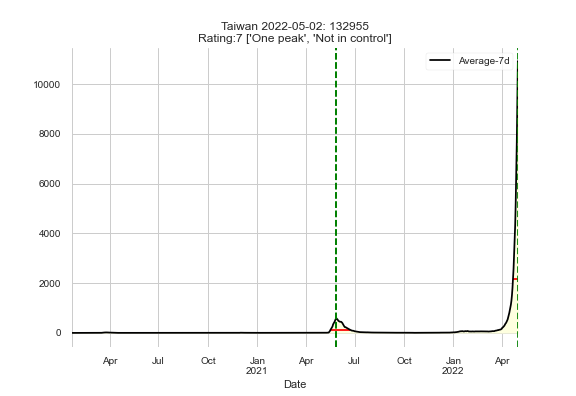 Taiwan 2022-05-02: 132955
Rating:7 ['One peak', 'Not in control']
Average-7d
10000
8000
6000
4000
2000
0
Apr Jul Oct Jan Apr Jul Oct Jan Apr
2021 2022
Date